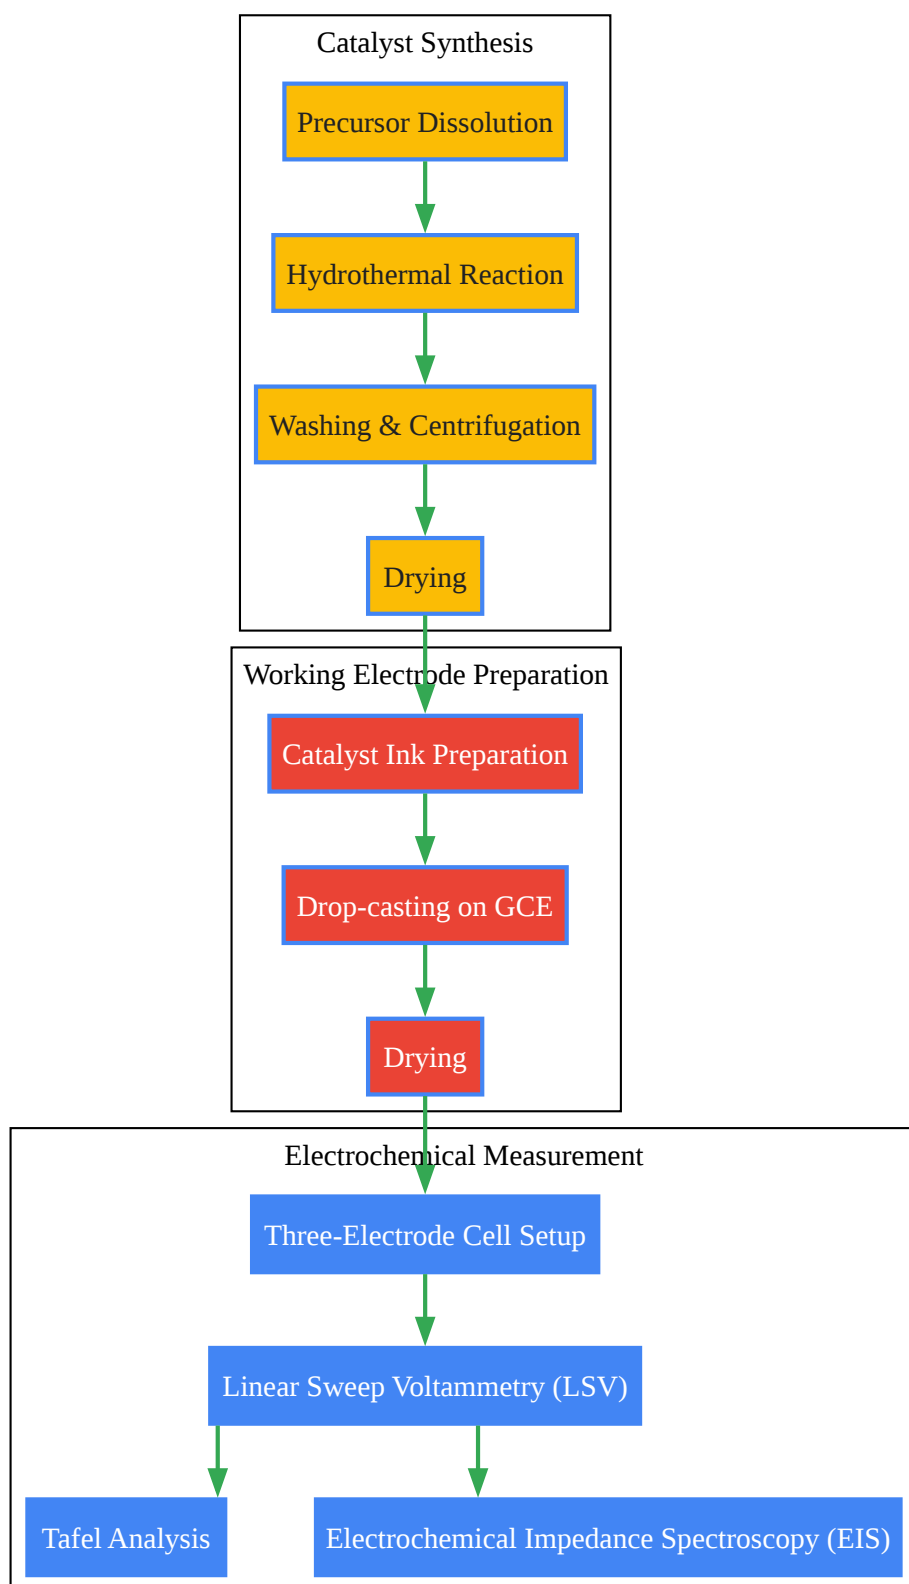 Catalyst Synthesis
Precursor Dissolution
Hydrothermal Reaction
Washing & Centrifugation
Drying
Working Electrode Preparation
Catalyst Ink Preparation
Drop-casting on GCE
Drying
Electrochemical Measurement
Three-Electrode Cell Setup
Linear Sweep Voltammetry (LSV)
Tafel Analysis
Electrochemical Impedance Spectroscopy (EIS)